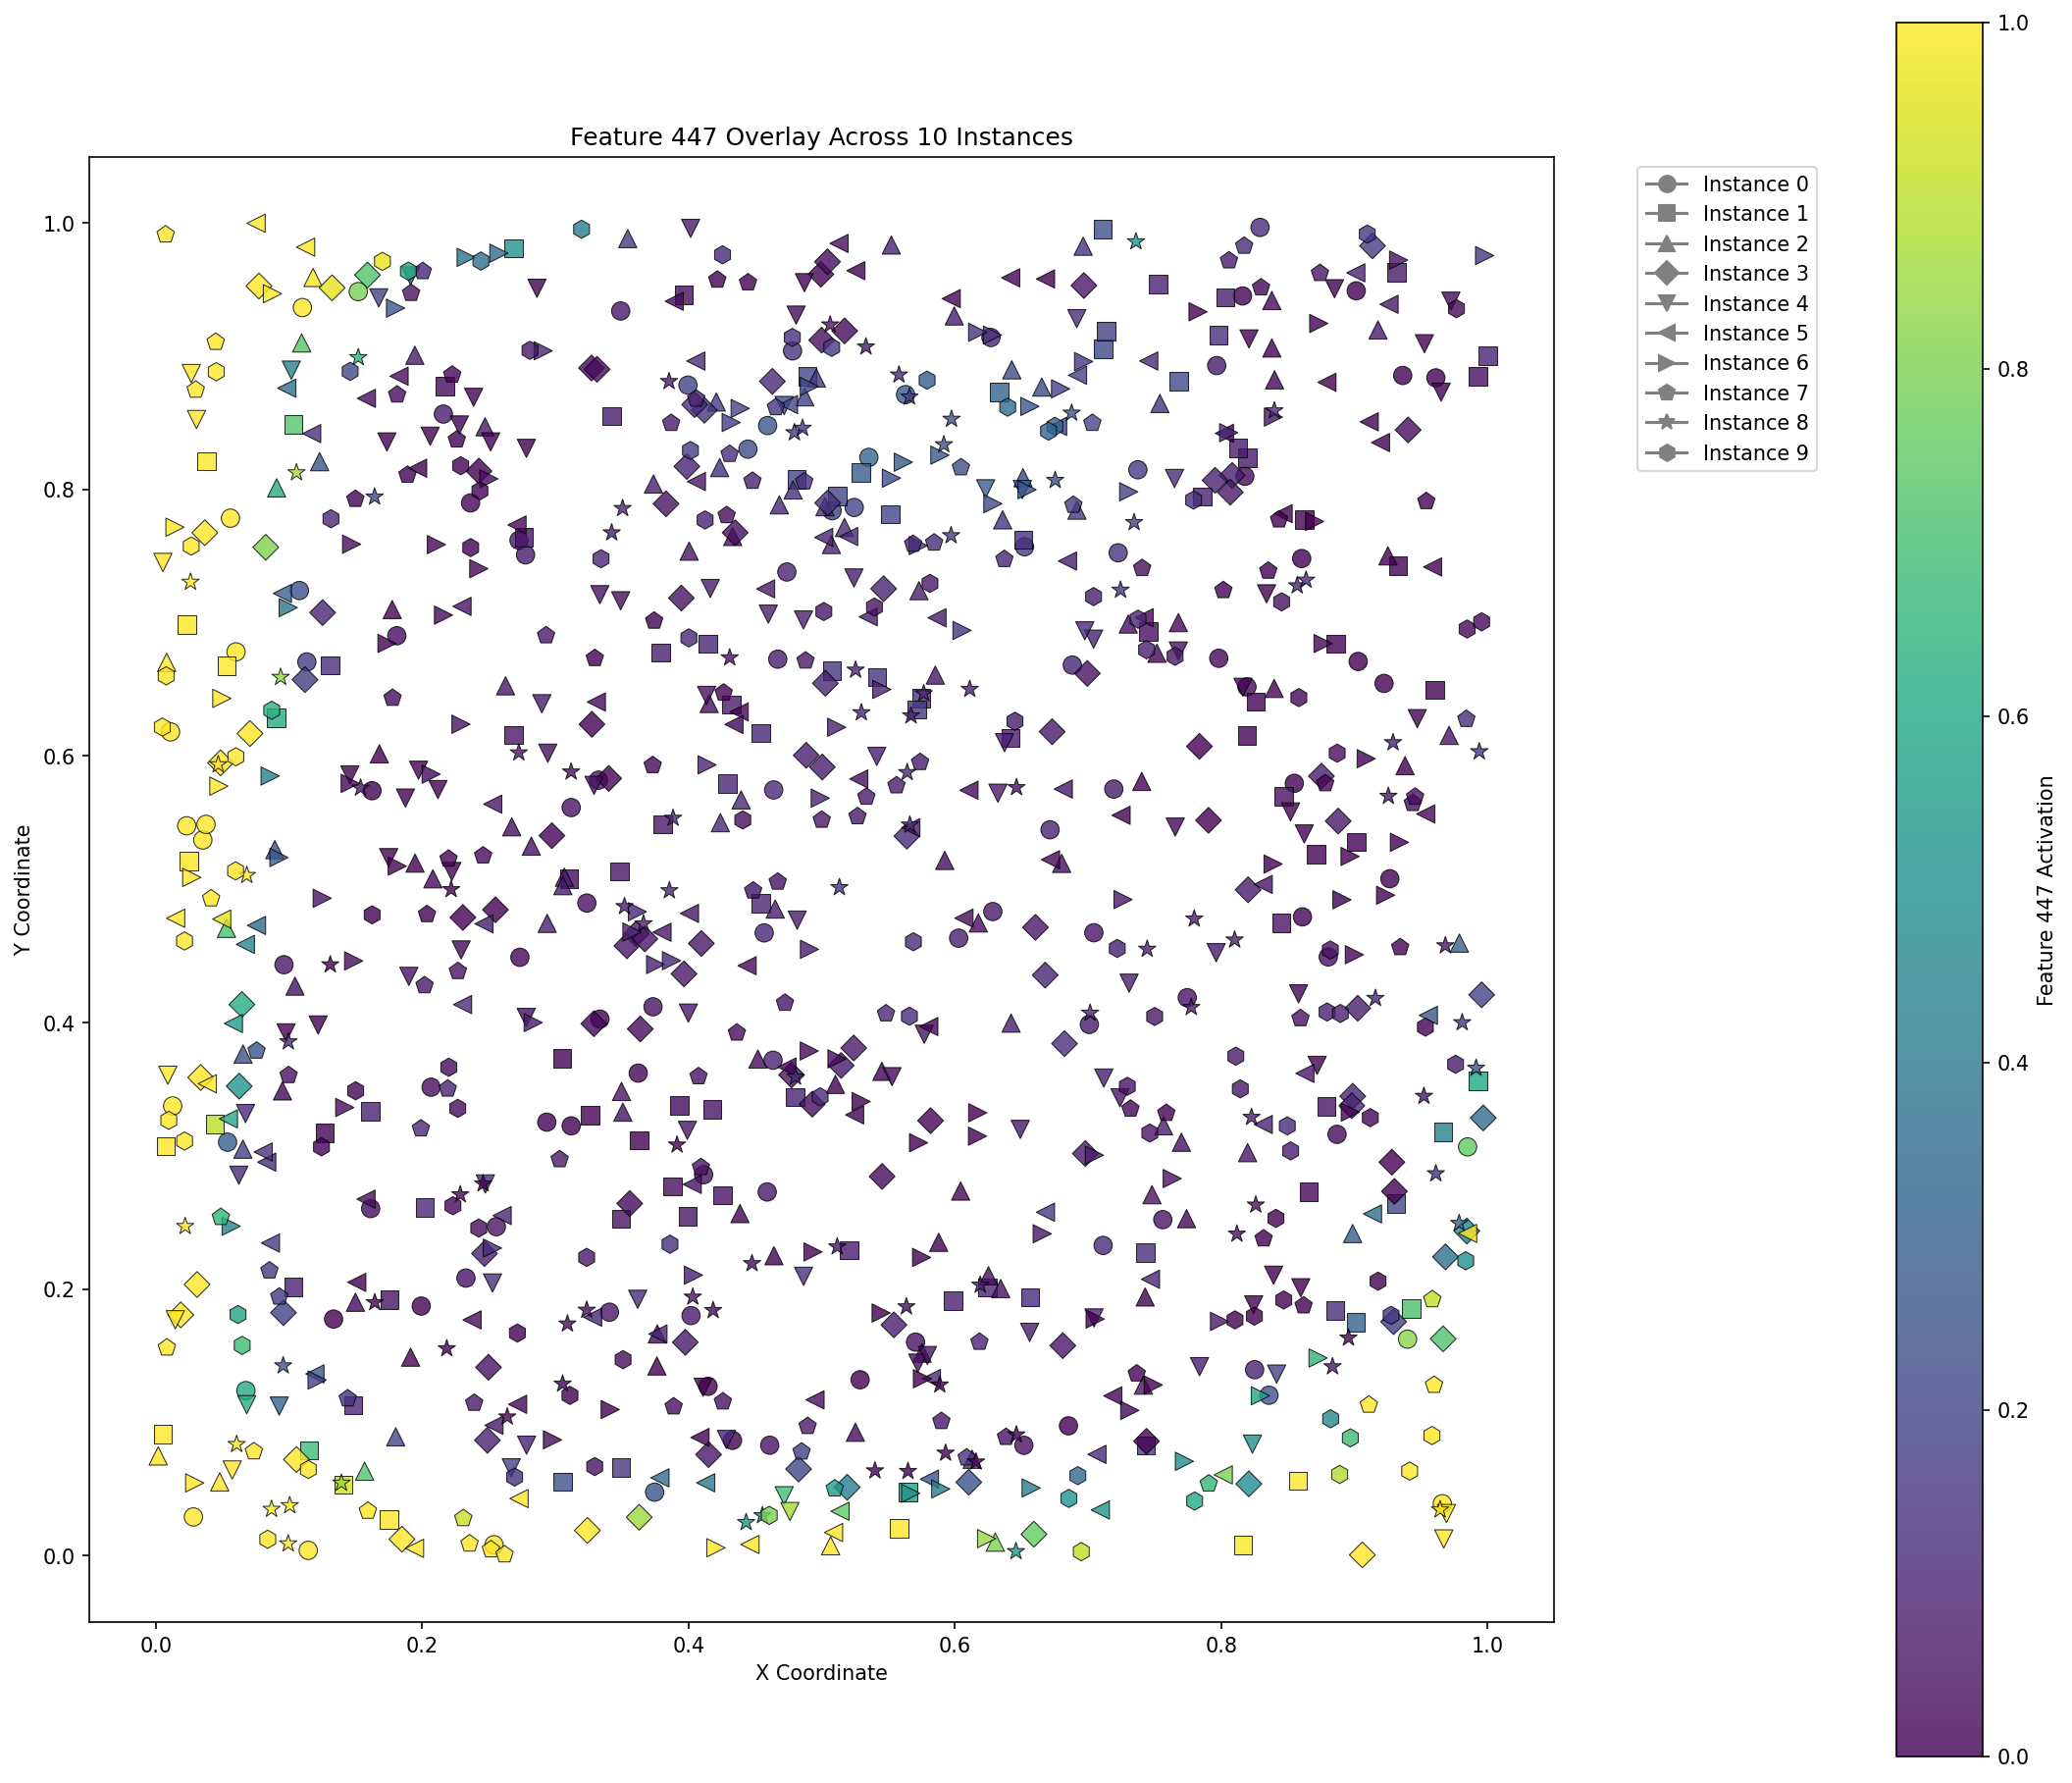 Feature 447 Overlay Across 10 Instances
1.0
0.8
0.6
0.4
0.2
0.0
Y Coordinate
0.0
0.2
0.4
0.6
0.8
1.0
X Coordinate
Instance 0
Instance 1
Instance 2
Instance 3
Instance 4
Instance 5
Instance 6
Instance 7
Instance 8
Instance 9
1.0
0.8
0.6
0.4
0.2
0.0
Feature 447 Activation